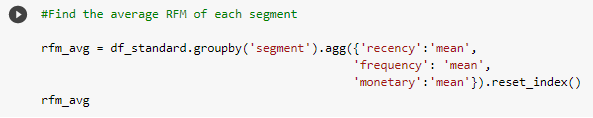 #Find the average RFM of each segment
rfm_avg = df_standard.groupby('segment').agg({'recency':'mean',
'frequency': 'mean',
'monetary':'mean'}).reset_index()
rfm_avg